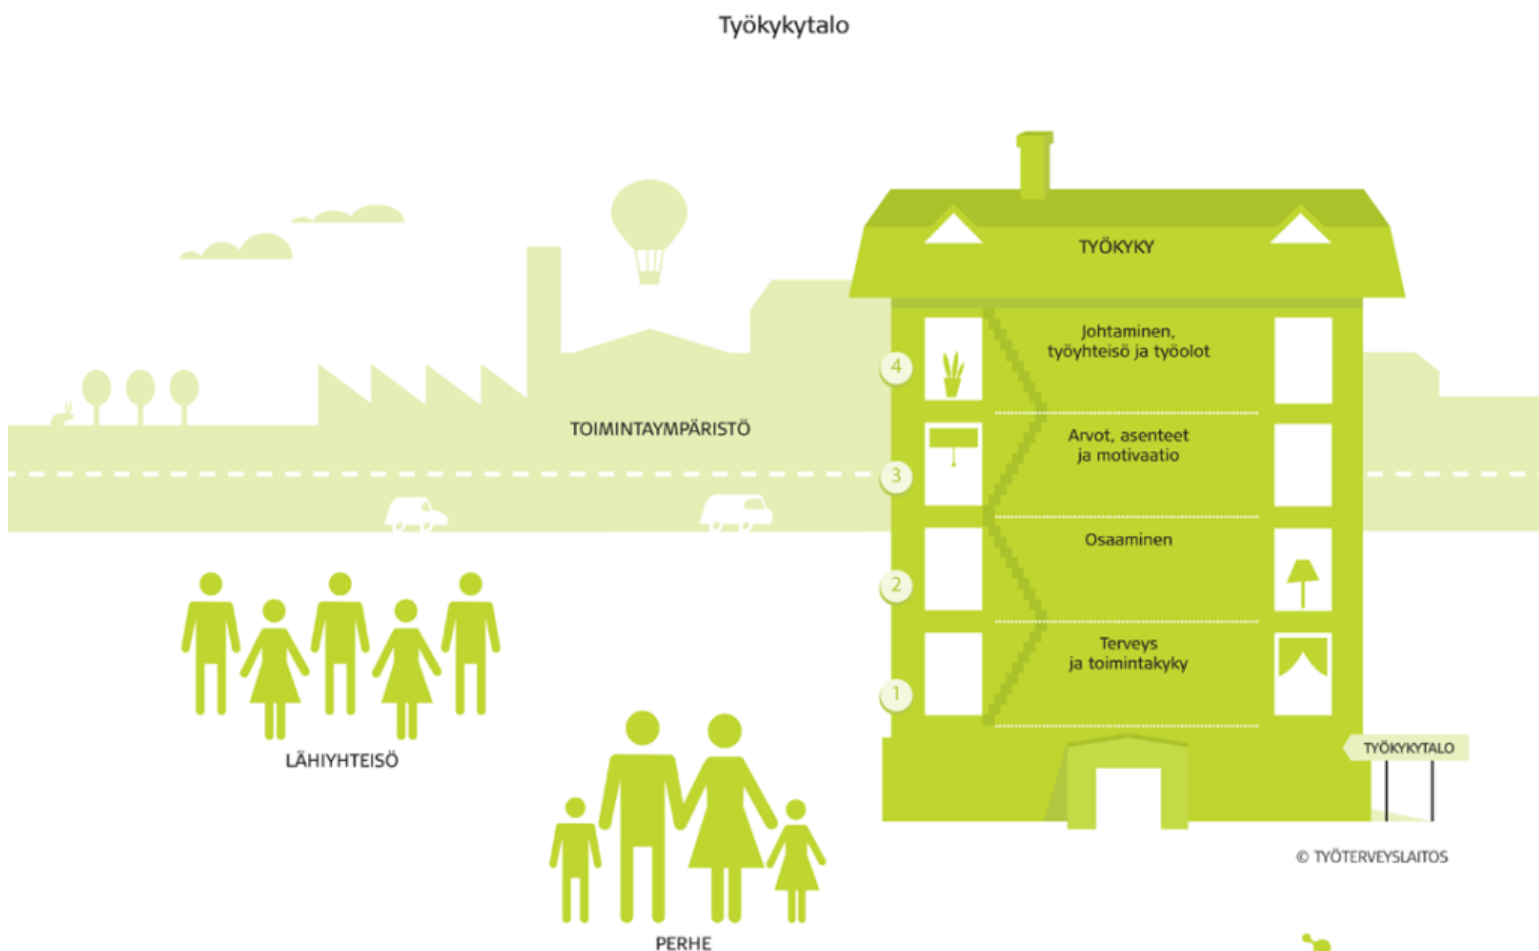 Työkykytalo
TYÖKYKY
Johtaminen,
työyhteisö ja työolot
4
Arvot, asenteet
ja motivaatio
3
TOIMINTAYMPÄRISTÖ
Osaaminen
2
Terveys
ja toimintakyky
1
LÄHIYHTEISÖ
TYÖKYKYTALO
© TYÖTERVEYSLAITOS
PERHE